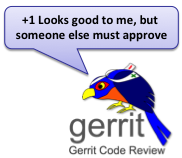 +1 Looks good to me, but
someone else must approve
gerrit
Gerrit Code Review